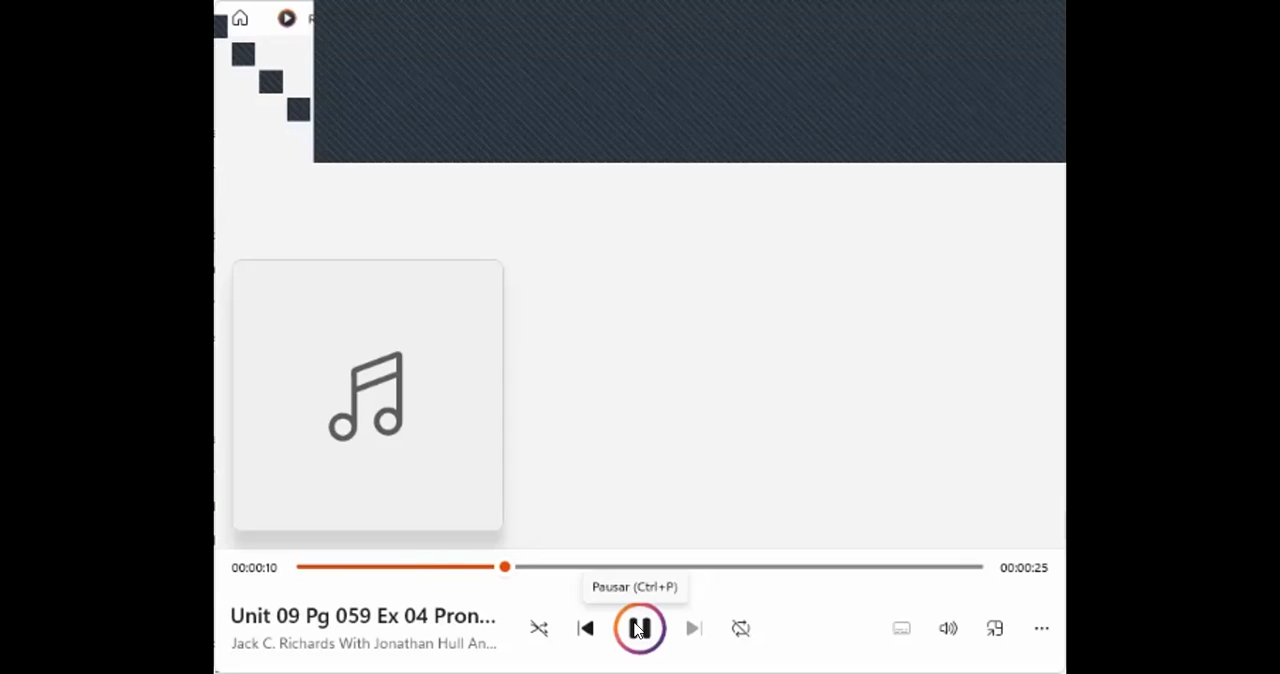 00:00:10
00:00:25
Pausar (Ctrl+P)
Unit 09 Pg 059 Ex 04 Pron...
Jack C. Richards With Jonathan Hull An...